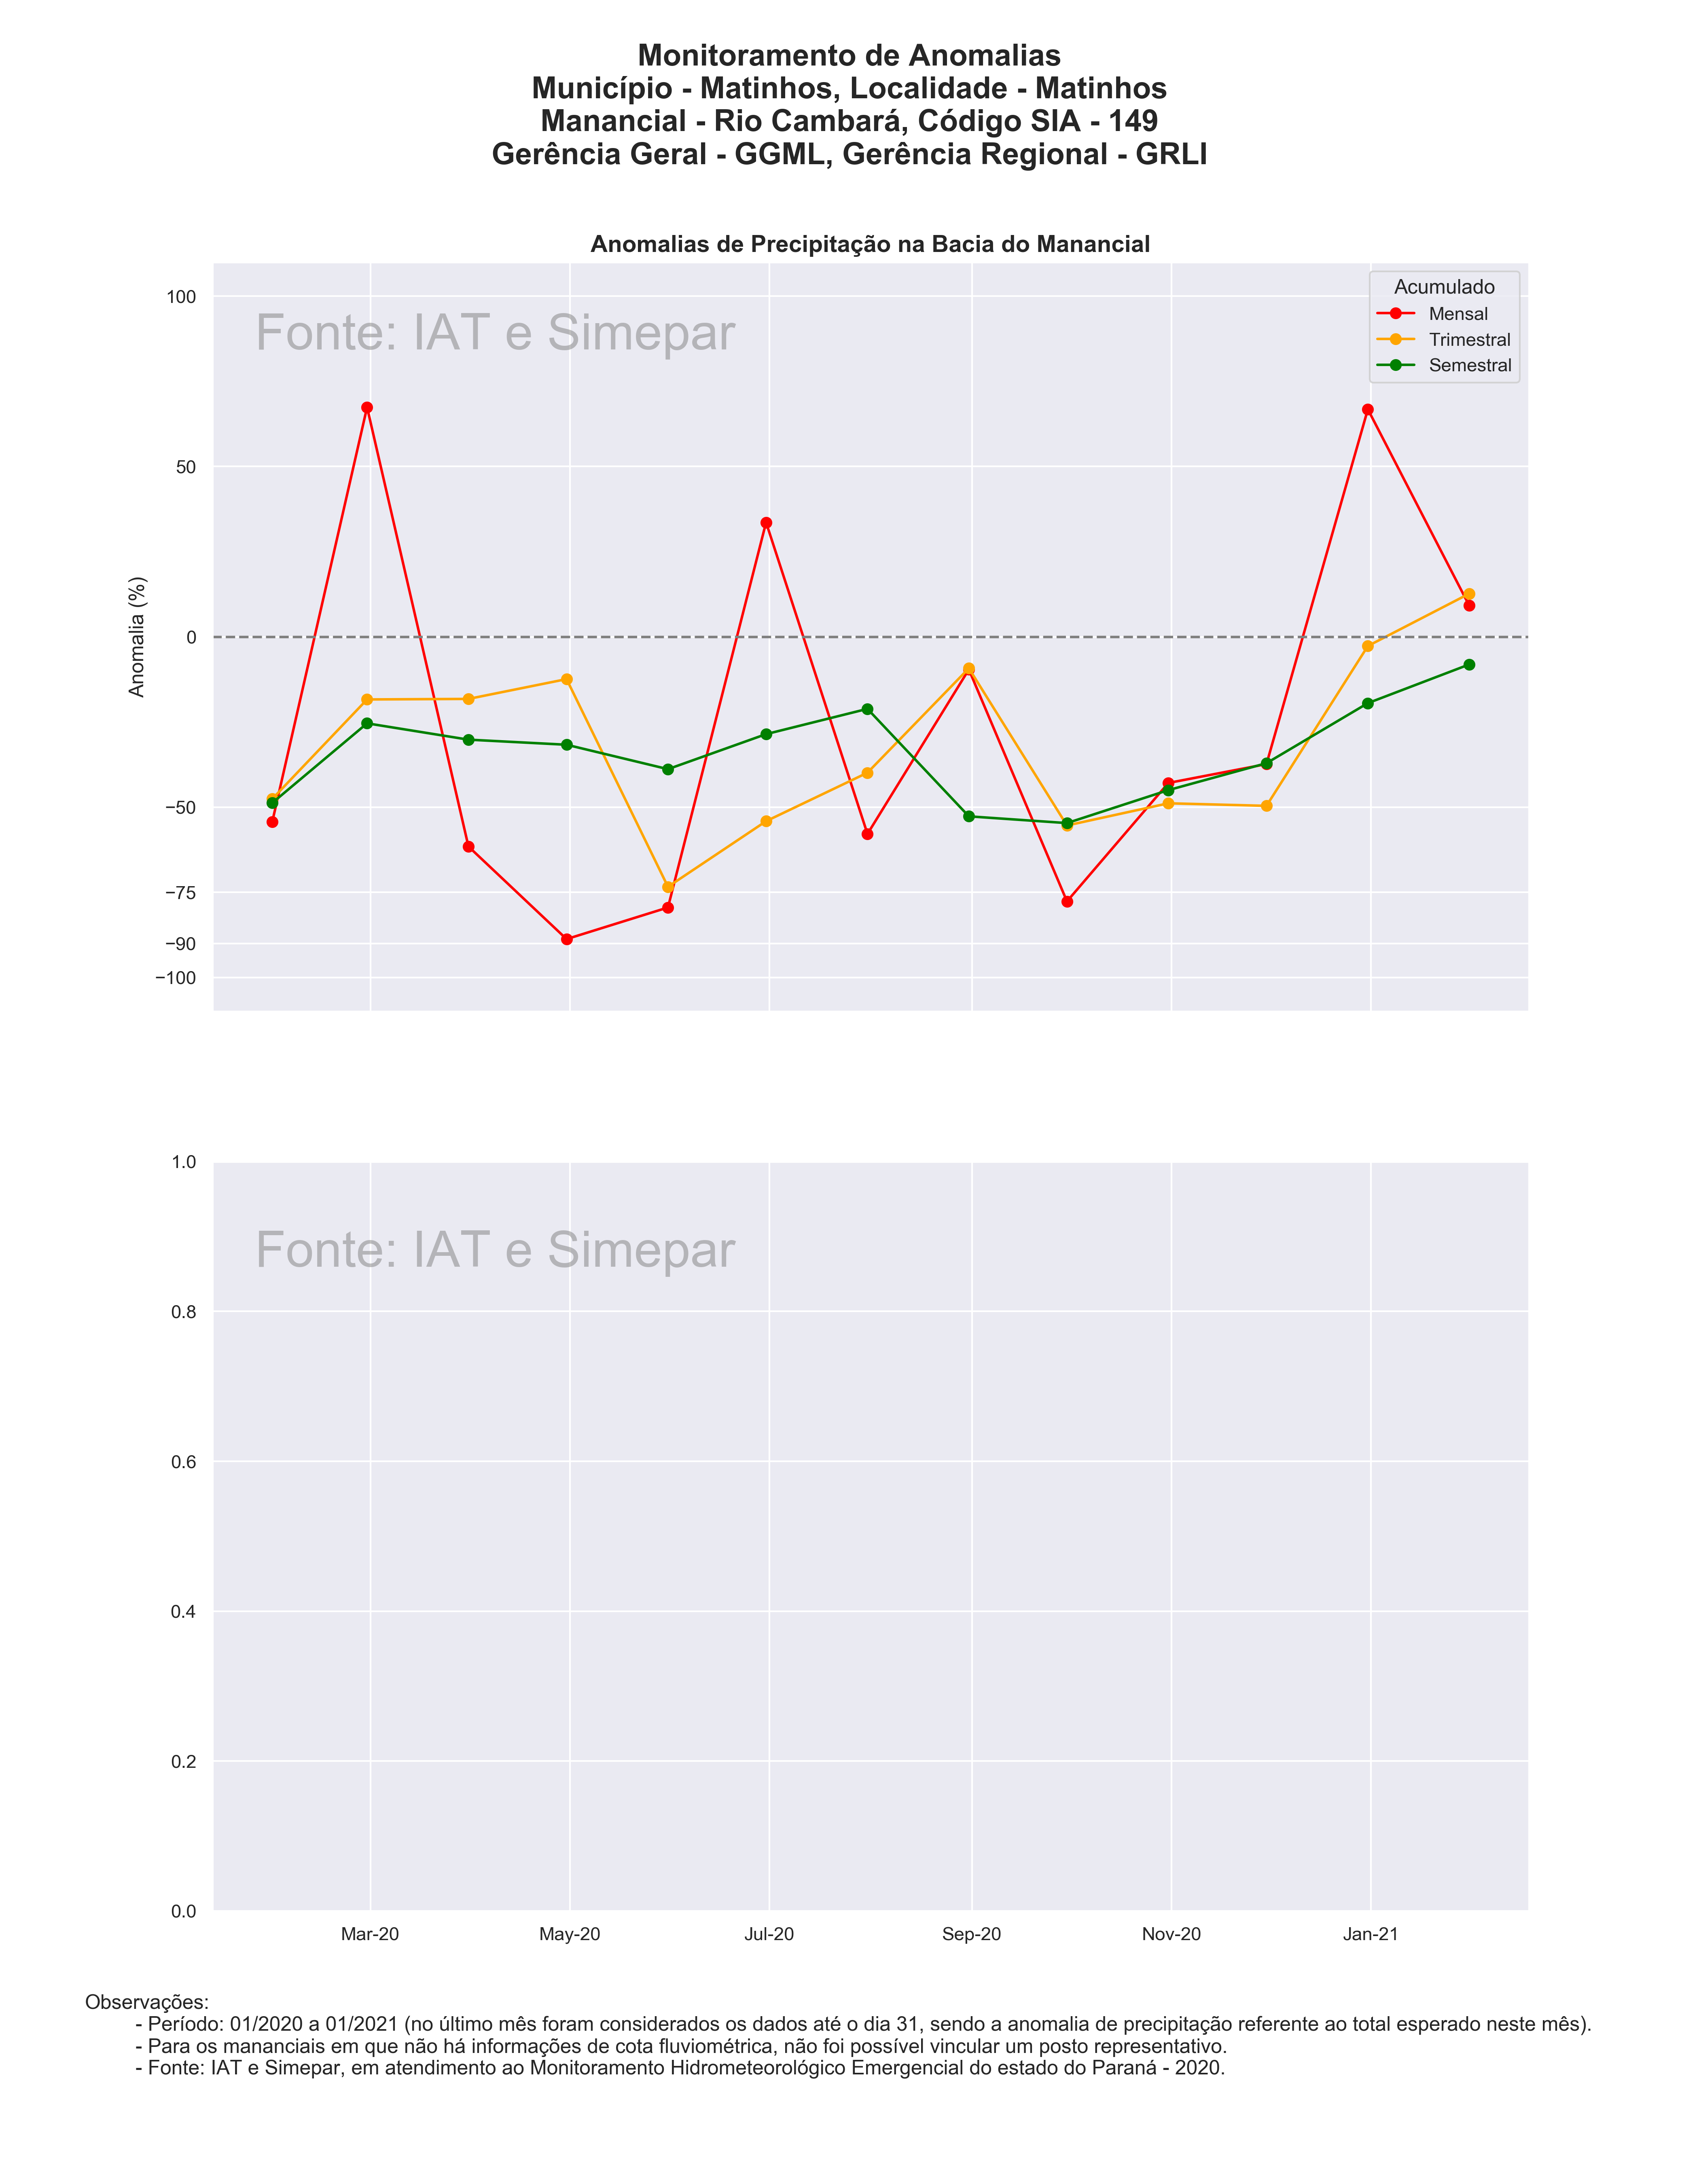 Monitoramento de Anomalias
Município - Matinhos, Localidade - Matinhos
Manancial - Rio Cambará, Código SIA - 149
Gerência Geral - GGML, Gerência Regional - GRLI
Anomalias de Precipitação na Bacia do Manancial
Fonte: IAT e Simepar
Acumulado
Mensal
Trimestral
Semestral
Anomalia (%)
100
50
0
−50
−75
−90
−100
Fonte: IAT e Simepar
1.0
0.8
0.6
0.4
0.2
0.0
Mar-20 May-20 Jul-20 Sep-20 Nov-20 Jan-21
Observações:
- Período: 01/2020 a 01/2021 (no último mês foram considerados os dados até o dia 31, sendo a anomalia de precipitação referente ao total esperado neste mês).
- Para os mananciais em que não há informações de cota fluviométrica, não foi possível vincular um posto representativo.
- Fonte: IAT e Simepar, em atendimento ao Monitoramento Hidrometeorológico Emergencial do estado do Paraná - 2020.